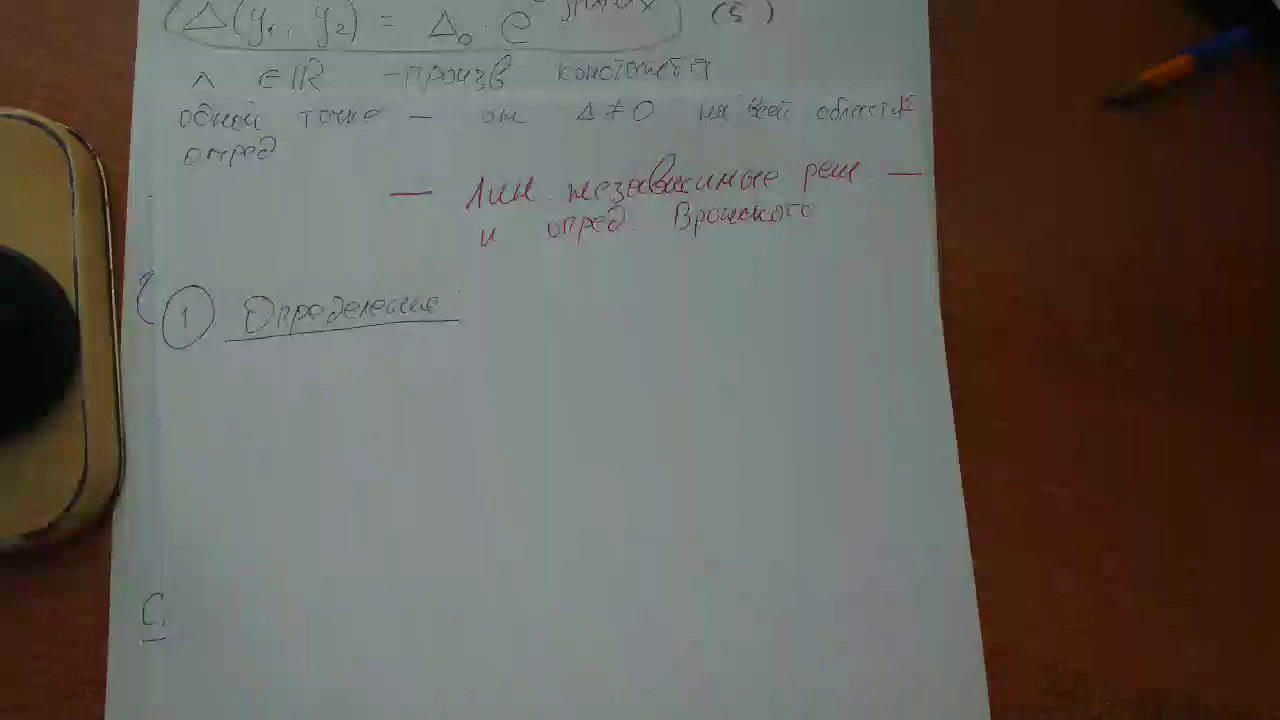 Δ(y₁, y₂) = Δ₀ · e (5)
∈ ℝ - произв константа
одной точке — Δ ≠ 0 на всей области
опред
— Лин. независимые реш —
и опред. Вронского
① Определение
C